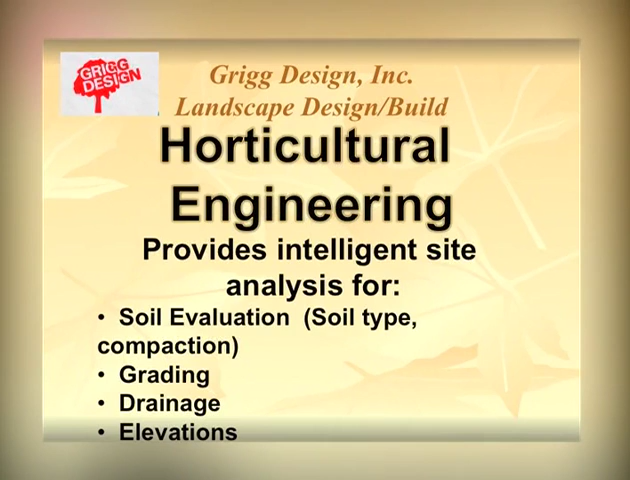 GRIGG
DESIGN
Grigg Design, Inc.
Landscape Design/Build
Horticultural
Engineering
Provides intelligent site
analysis for:
• Soil Evaluation (Soil type,
compaction)
• Grading
• Drainage
• Elevations